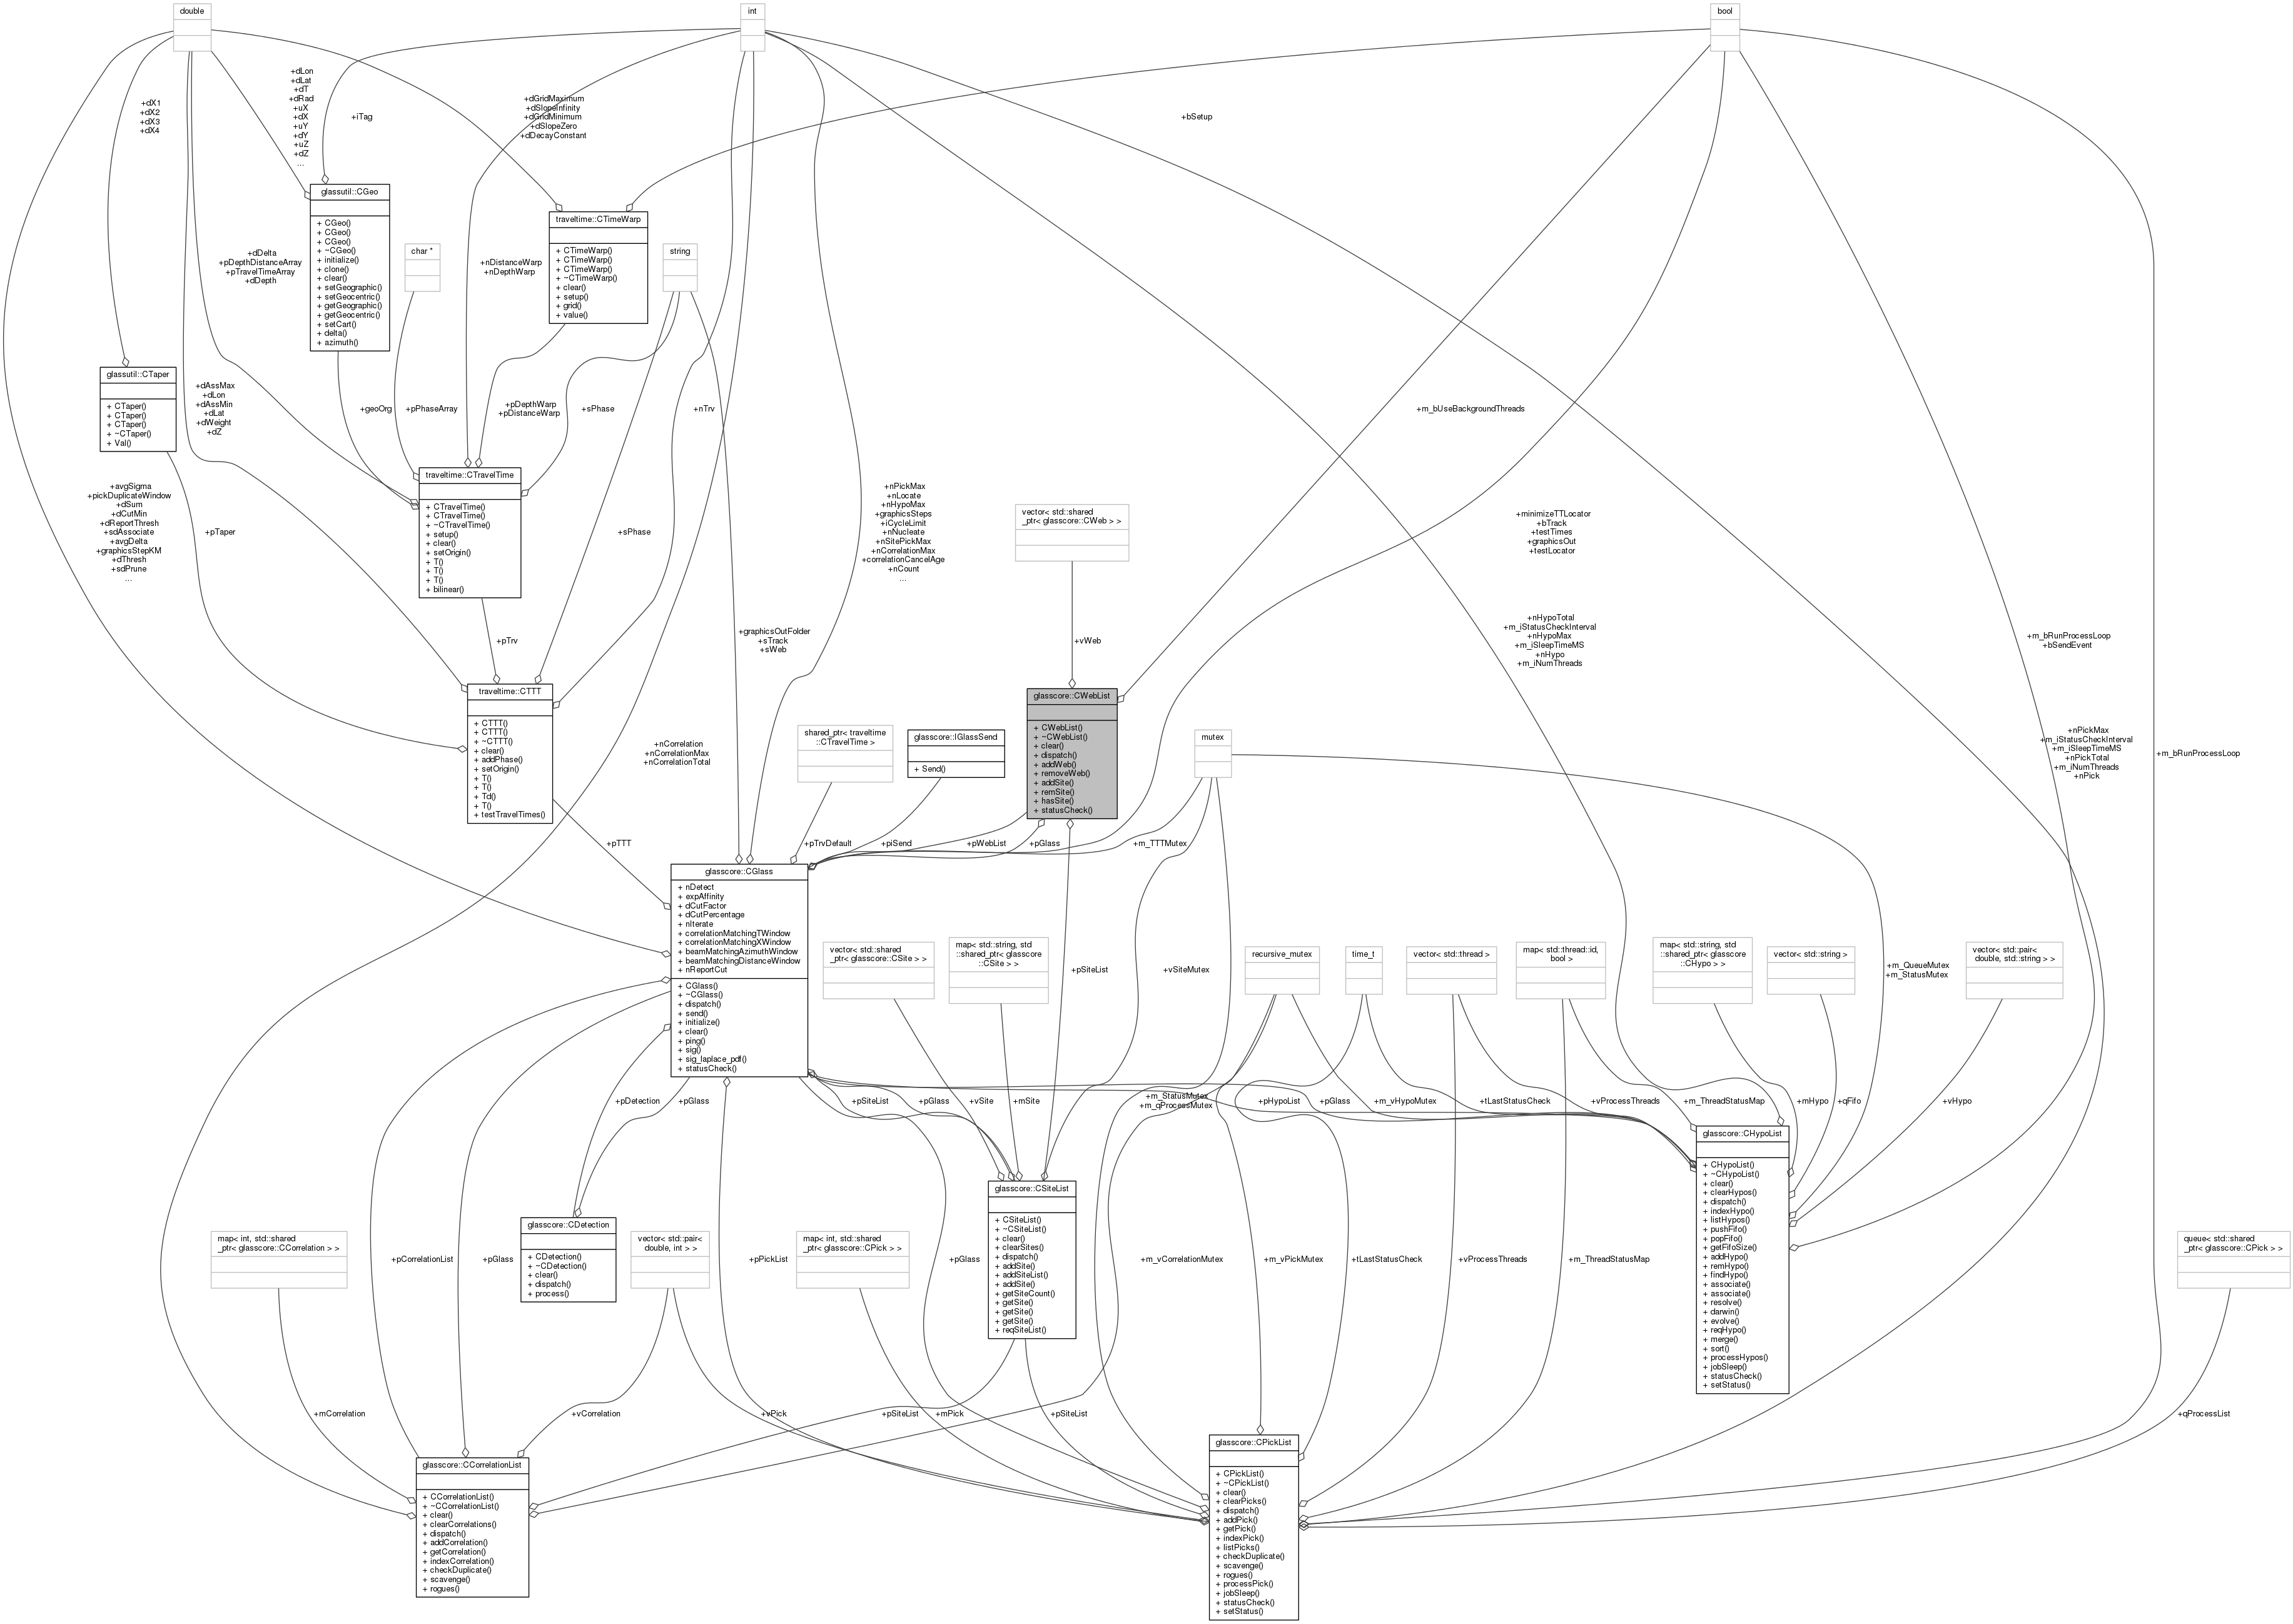 double
int
bool
+dX1
+dX2
+dX3
+dX4
+dLon
+dLat
+dT
+dRad
+uX
+dX
+uY
+dY
+uZ
+dZ
...
+iTag
+dGridMaximum
+dSlopeInfinity
+dGridMinimum
+dSlopeZero
+dDecayConstant
+bSetup
glassutil::CGeo
+ CGeo()
+ CGeo()
+ CGeo()
+ ~CGeo()
+ initialize()
+ clone()
+ clear()
+ setGeographic()
+ setGeocentric()
+ getGeographic()
+ getGeocentric()
+ setCart()
+ delta()
+ azimuth()
traveltime::CTimeWarp
+ CTimeWarp()
+ CTimeWarp()
+ CTimeWarp()
+ ~CTimeWarp()
+ clear()
+ setup()
+ grid()
+ value()
char *
string
+dDelta
+pDepthDistanceArray
+pTravelTimeArray
+dDepth
+nDistanceWarp
+nDepthWarp
glassutil::CTaper
+ CTaper()
+ CTaper()
+ CTaper()
+ ~CTaper()
+ Val()
+dAssMax
+dLon
+dAssMin
+dLat
+dWeight
+dZ
+geoOrg
+pPhaseArray
+pDepthWarp
+pDistanceWarp
+sPhase
+nTrv
+m_bUseBackgroundThreads
traveltime::CTravelTime
+ CTravelTime()
+ CTravelTime()
+ ~CTravelTime()
+ setup()
+ clear()
+ setOrigin()
+ T()
+ T()
+ T()
+ bilinear()
+avgSigma
+pickDuplicateWindow
+dSum
+dCutMin
+dReportThresh
+sdAssociate
+avgDelta
+graphicsStepKM
+dThresh
+sdPrune
...
+pTaper
+sPhase
+nPickMax
+nLocate
+nHypoMax
+graphicsSteps
+iCycleLimit
+nNucleate
+nSitePickMax
+nCorrelationMax
+correlationCancelAge
+nCount
...
vector< std::shared
_ptr< glasscore::CWeb > >
+minimizeTTLocator
+bTrack
+testTimes
+graphicsOut
+testLocator
+pTrv
+graphicsOutFolder
+sTrack
+sWeb
+vWeb
+nHypoTotal
+m_iStatusCheckInterval
+nHypoMax
+m_iSleepTimeMS
+nHypo
+m_iNumThreads
+m_bRunProcessLoop
+bSendEvent
traveltime::CTTT
+ CTTT()
+ CTTT()
+ ~CTTT()
+ clear()
+ addPhase()
+ setOrigin()
+ T()
+ T()
+ Td()
+ T()
+ testTravelTimes()
+nCorrelation
+nCorrelationMax
+nCorrelationTotal
shared_ptr< traveltime
::CTravelTime >
glasscore::IGlassSend
+ Send()
glasscore::CWebList
+ CWebList()
+ ~CWebList()
+ clear()
+ dispatch()
+ addWeb()
+ removeWeb()
+ addSite()
+ remSite()
+ hasSite()
+ statusCheck()
mutex
+nPickMax
+m_iStatusCheckInterval
+m_iSleepTimeMS
+nPickTotal
+m_iNumThreads
+nPick
+m_bRunProcessLoop
+pTTT
+pTrvDefault
+piSend
+pWebList
+pGlass
+m_TTTMutex
glasscore::CGlass
+ nDetect
+ expAffinity
+ dCutFactor
+ dCutPercentage
+ nIterate
+ correlationMatchingTWindow
+ correlationMatchingXWindow
+ beamMatchingAzimuthWindow
+ beamMatchingDistanceWindow
+ nReportCut
+ CGlass()
+ ~CGlass()
+ dispatch()
+ send()
+ initialize()
+ clear()
+ ping()
+ sig()
+ sig_laplace_pdf()
+ statusCheck()
vector< std::shared
_ptr< glasscore::CSite > >
map< std::string, std
::shared_ptr< glasscore
::CSite > >
+pSiteList
+vSiteMutex
recursive_mutex
time_t
vector< std::thread >
map< std::thread::id,
bool >
map< std::string, std
::shared_ptr< glasscore
::CHypo > >
vector< std::string >
+m_QueueMutex
+m_StatusMutex
vector< std::pair<
double, std::string > >
+pDetection
+pGlass
+pSiteList
+pGlass
+vSite
+mSite
+m_StatusMutex
+m_qProcessMutex
+pHypoList
+pGlass
+m_vHypoMutex
+tLastStatusCheck
+vProcessThreads
+m_ThreadStatusMap
+mHypo
+qFifo
+vHypo
glasscore::CHypoList
+ CHypoList()
+ ~CHypoList()
+ clear()
+ clearHypos()
+ dispatch()
+ indexHypo()
+ listHypos()
+ pushFifo()
+ popFifo()
+ getFifoSize()
+ addHypo()
+ remHypo()
+ findHypo()
+ associate()
+ associate()
+ resolve()
+ darwin()
+ evolve()
+ reqHypo()
+ merge()
+ sort()
+ processHypos()
+ jobSleep()
+ statusCheck()
+ setStatus()
glasscore::CSiteList
+ CSiteList()
+ ~CSiteList()
+ clear()
+ clearSites()
+ dispatch()
+ addSite()
+ addSiteList()
+ addSite()
+ getSiteCount()
+ getSite()
+ getSite()
+ getSite()
+ reqSiteList()
glasscore::CDetection
+ CDetection()
+ ~CDetection()
+ clear()
+ dispatch()
+ process()
map< int, std::shared
_ptr< glasscore::CCorrelation > >
+pCorrelationList
+pGlass
vector< std::pair<
double, int > >
+pPickList
map< int, std::shared
_ptr< glasscore::CPick > >
+pGlass
+m_vCorrelationMutex
+m_vPickMutex
+tLastStatusCheck
+vProcessThreads
+m_ThreadStatusMap
queue< std::shared
_ptr< glasscore::CPick > >
+mCorrelation
+vCorrelation
+vPick
+pSiteList
+mPick
+pSiteList
+qProcessList
glasscore::CCorrelationList
+ CCorrelationList()
+ ~CCorrelationList()
+ clear()
+ clearCorrelations()
+ dispatch()
+ addCorrelation()
+ getCorrelation()
+ indexCorrelation()
+ checkDuplicate()
+ scavenge()
+ rogues()
glasscore::CPickList
+ CPickList()
+ ~CPickList()
+ clear()
+ clearPicks()
+ dispatch()
+ addPick()
+ getPick()
+ indexPick()
+ listPicks()
+ checkDuplicate()
+ scavenge()
+ rogues()
+ processPick()
+ jobSleep()
+ statusCheck()
+ setStatus()